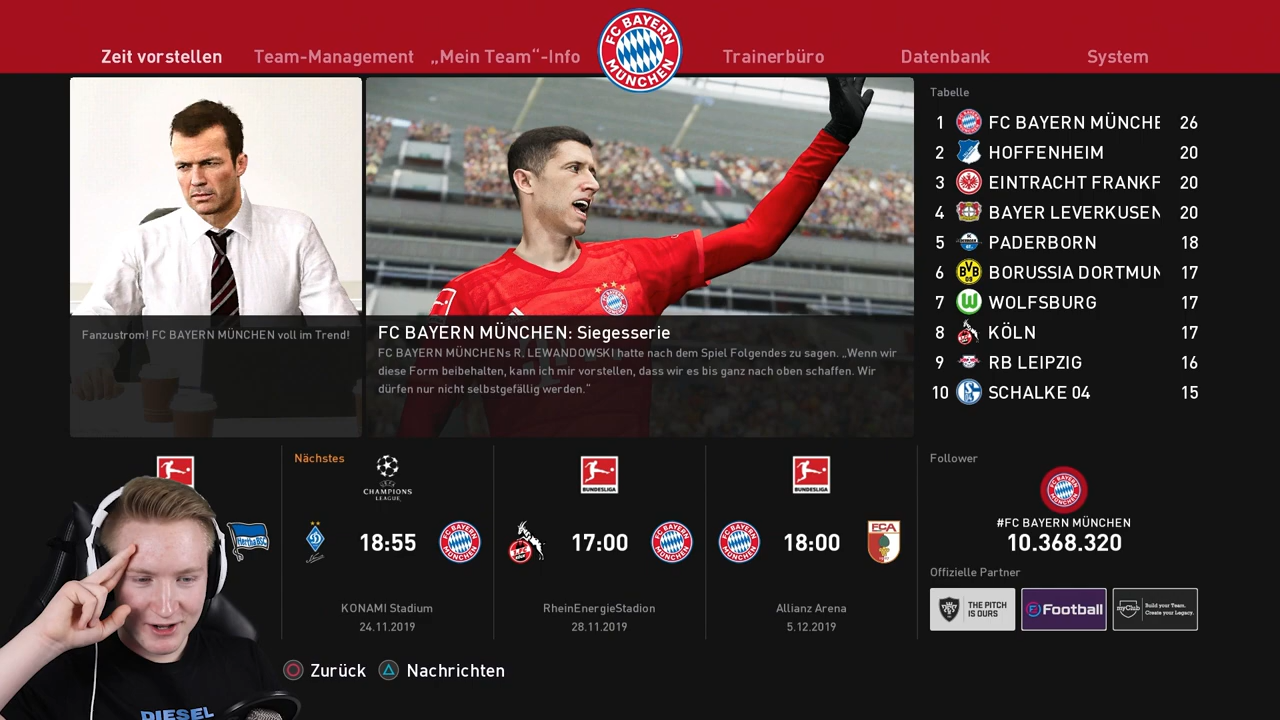 Zeit vorstellen
Team-Management
„Mein Team“-Info
FC BAYERN MÜNCHEN
Trainerbüro
Datenbank
System
Fanzustrom! FC BAYERN MÜNCHEN voll im Trend!
FC BAYERN MÜNCHEN: Siegesserie
FC BAYERN MÜNCHENs R. LEWANDOWSKI hatte nach dem Spiel Folgendes zu sagen. „Wenn wir
diese Form beibehalten, kann ich mir vorstellen, dass wir es bis ganz nach oben schaffen. Wir
dürfen nur nicht selbstgefällig werden.“
Tabelle
1 FC BAYERN MÜNCHE 26
2 HOFFENHEIM 20
3 EINTRACHT FRANKF 20
4 BAYER LEVERKUSEN 20
5 PADERBORN 18
6 BORUSSIA DORTMUN 17
7 WOLFSBURG 17
8 KÖLN 17
9 RB LEIPZIG 16
10 SCHALKE 04 15
Nächstes
CHAMPIONS
LEAGUE
18:55
KONAMI Stadium
24.11.2019
BUNDESLIGA
17:00
RheinEnergieStadion
28.11.2019
BUNDESLIGA
18:00
FCA
Allianz Arena
5.12.2019
Follower
#FC BAYERN MÜNCHEN
10.368.320
Offizielle Partner
THE PITCH
IS OURS
eFootball
myClub
Build your Team.
Create your Legacy.
Zurück
Nachrichten
DIESEL